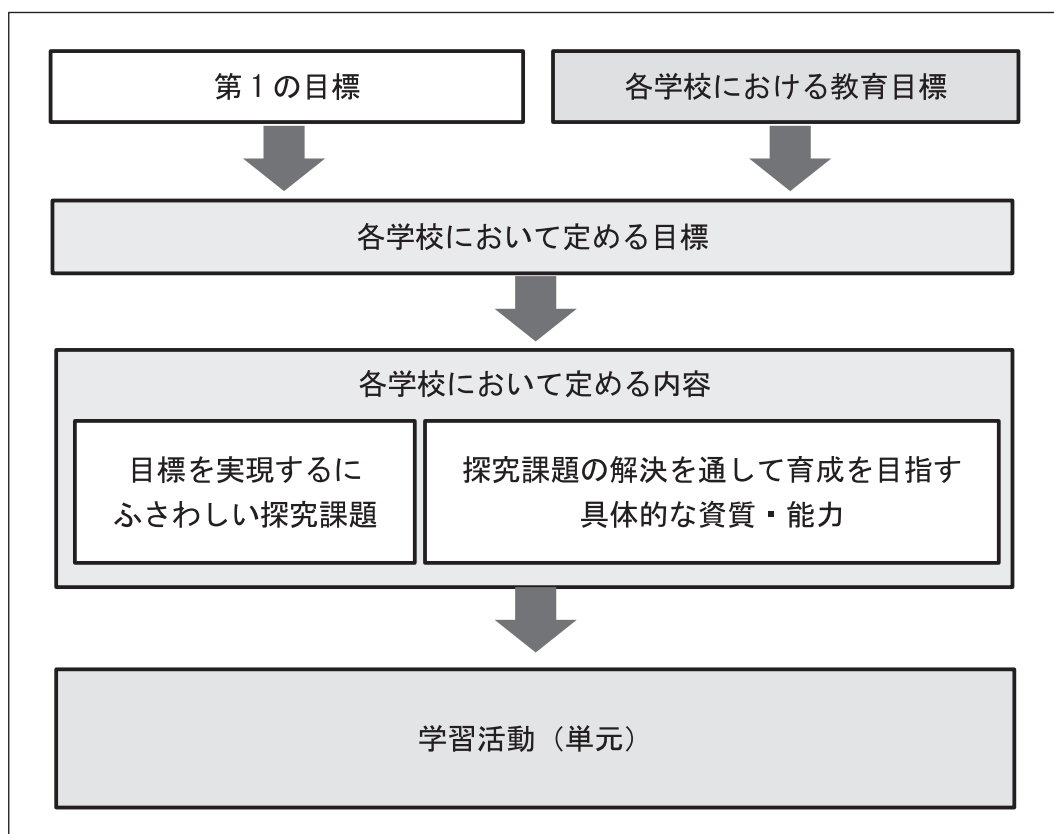 第1の目標
各学校における教育目標
各学校において定める目標
各学校において定める内容
目標を実現するに
ふさわしい探究課題
探究課題の解決を通して育成を目指す
具体的な資質・能力
学習活動（単元）